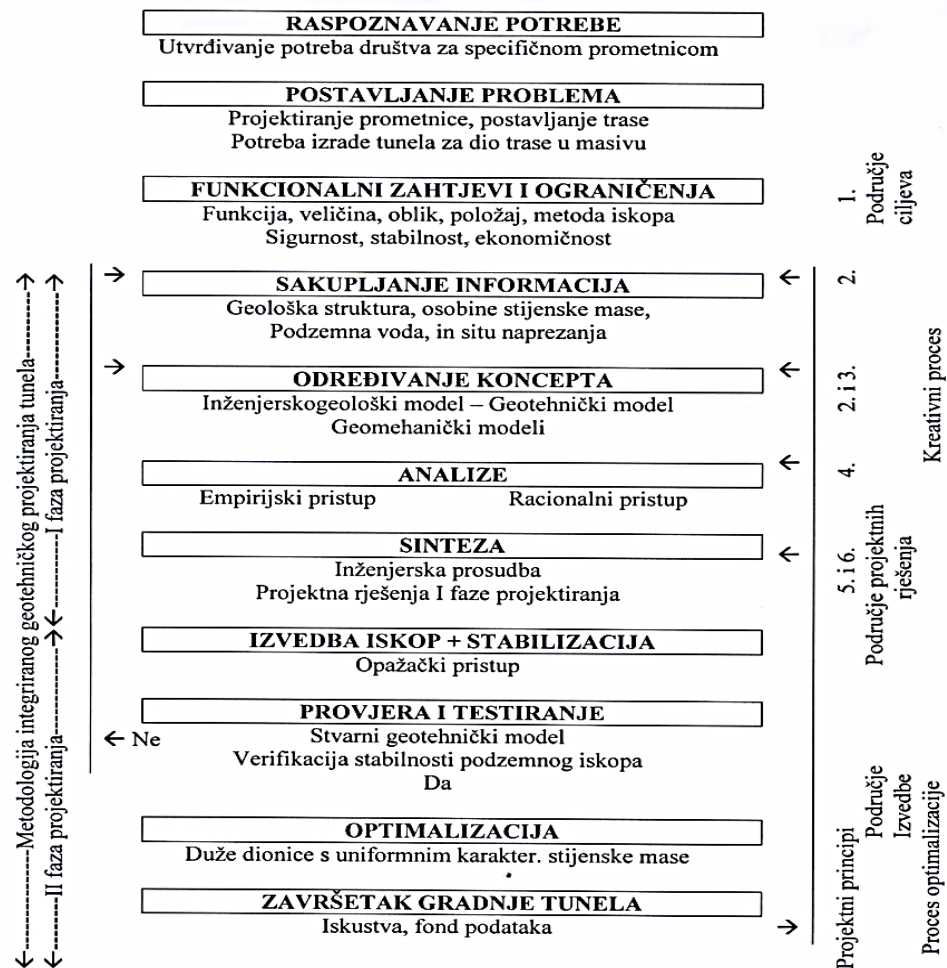 RASPOZNAVANJE POTREBE
Utvrđivanje potreba društva za specifičnom prometnicom
POSTAVLJANJE PROBLEMA
Projektiranje prometnice, postavljanje trase
Potreba izrade tunela za dio trase u masivu
FUNKCIONALNI ZAHTJEVI I OGRANIČENJA
Funkcija, veličina, oblik, položaj, metoda iskopa
Sigurnost, stabilnost, ekonomičnost
SAKUPLJANJE INFORMACIJA
Geološka struktura, osobine stijenske mase,
Podzemna voda, in situ naprezanja
ODREĐIVANJE KONCEPTA
Inženjerskogeološki model – Geotehnički model
Geomehanički modeli
ANALIZE
Empirijski pristup Racionalni pristup
SINTEZA
Inženjerska prosudba
Projektna rješenja I faze projektiranja
IZVEDBA ISKOP + STABILIZACIJA
Opažački pristup
PROVJERA I TESTIRANJE
← Ne
Stvarni geotehnički model
Verifikacija stabilnosti podzemnog iskopa
Da
OPTIMALIZACIJA
Duže dionice s uniformnim karakter. stijenske mase
ZAVRŠETAK GRADNJE TUNELA
Iskustva, fond podataka
Metodologija integriranog geotehničkog projektiranja tunela
II faza projektiranja
I faza projektiranja
Projektni principi
1.
Područje
ciljeva
2.
2.i3.
4.
5.i6.
Područje projektnih
rješenja
Područje
Izvedbe
Kreativni proces
Proces optimalizacije